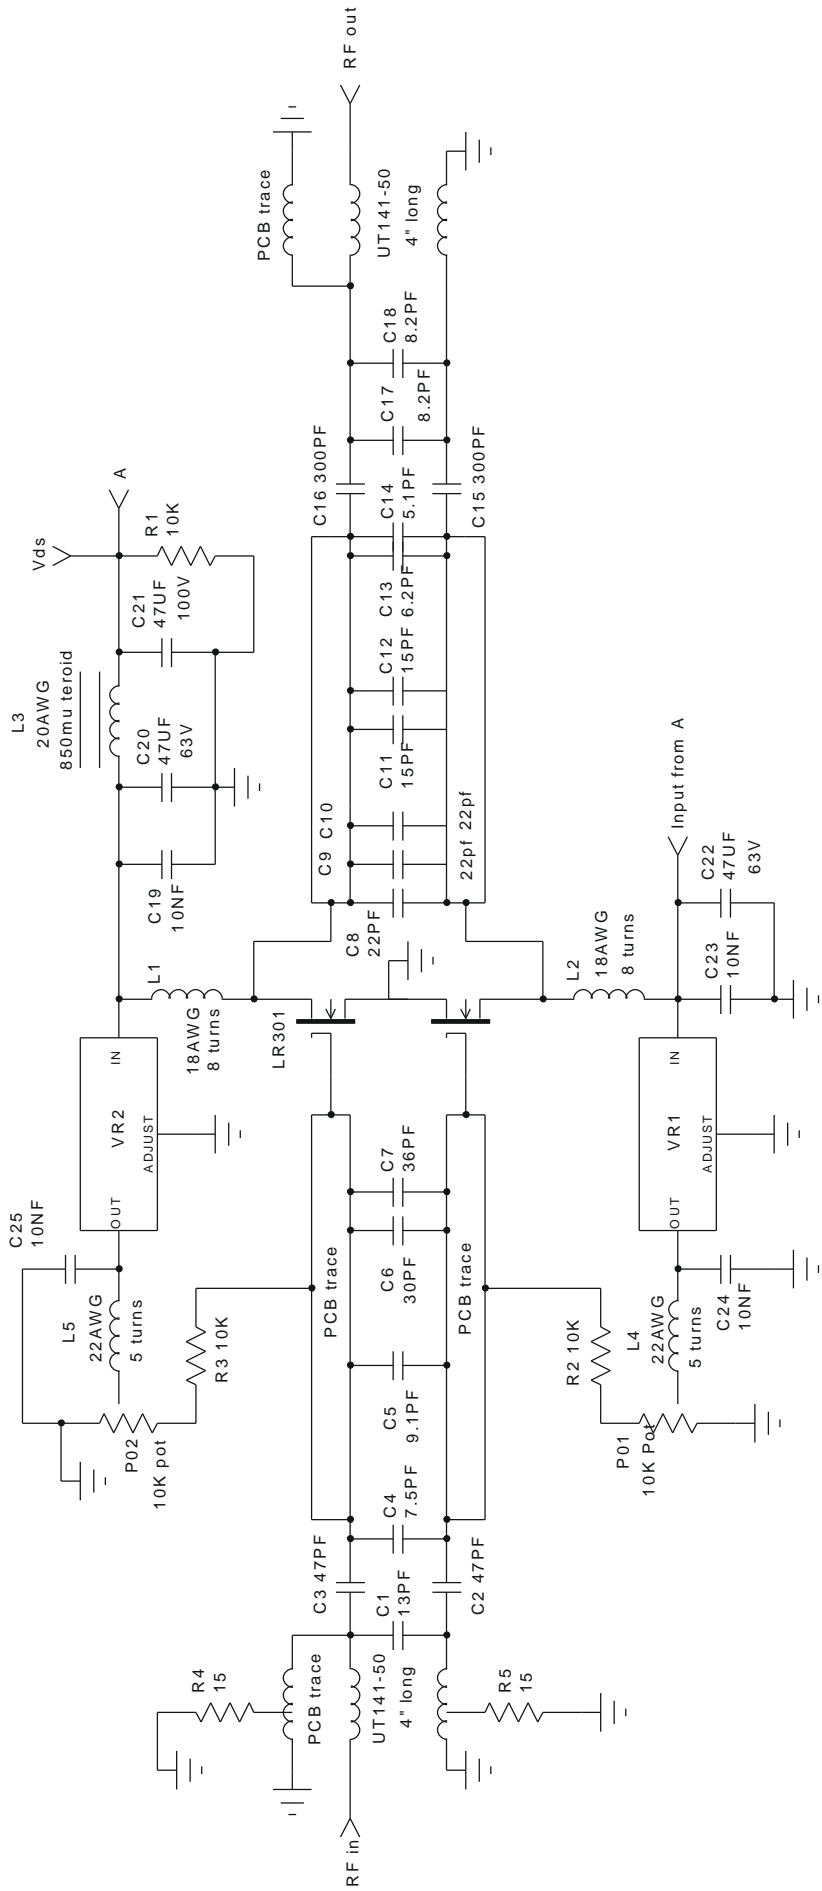 RF out
PCB trace
UT141-50
4" long
C18
8.2PF
C17
8.2PF
C16 300PF
C14
5.1PF
C15 300PF
C13
6.2PF
C12
15PF
C11
15PF
C9 C10
22pf 22pf
C8
22PF
A
Vds
R1
10K
C21
47UF
100V
L3
20AWG
850mu teroid
C20
47UF
63V
C19
10NF
L1
18AWG
8 turns
LR301
L2
18AWG
8 turns
Input from A
C22
47UF
63V
C23
10NF
IN
VR2
ADJUST
OUT
IN
VR1
ADJUST
OUT
C25
10NF
L5
22AWG
5 turns
P02
10K pot
R3 10K
PCB trace
C7
36PF
C6
30PF
PCB trace
C5
9.1PF
C4
7.5PF
R2 10K
L4
22AWG
5 turns
C24
10NF
P01
10K Pot
C3 47PF
C1
13PF
C2 47PF
R4
15
PCB trace
UT141-50
4" long
R5
15
RF in